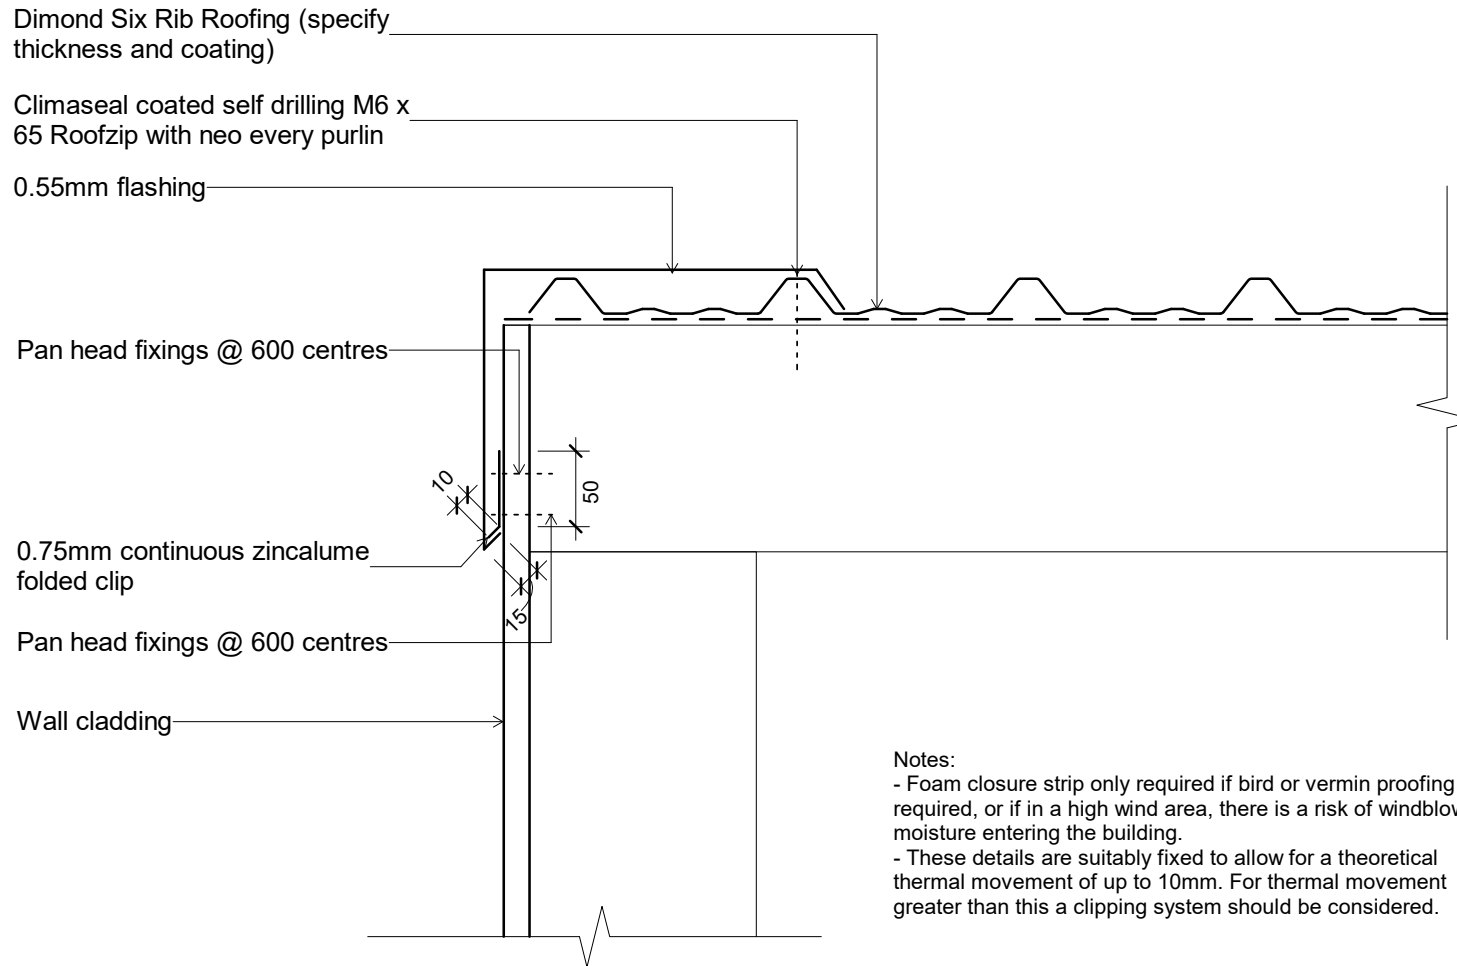 Dimond Six Rib Roofing (specify
thickness and coating)
Climaseal coated self drilling M6 x
65 Roofzip with neo every purlin
0.55mm flashing
Pan head fixings @ 600 centres
10
50
0.75mm continuous zincalume
folded clip
15
Pan head fixings @ 600 centres
Wall cladding
Notes:
- Foam closure strip only required if bird or vermin proofing
required, or if in a high wind area, there is a risk of windblow
moisture entering the building.
- These details are suitably fixed to allow for a theoretical
thermal movement of up to 10mm. For thermal movement
greater than this a clipping system should be considered.